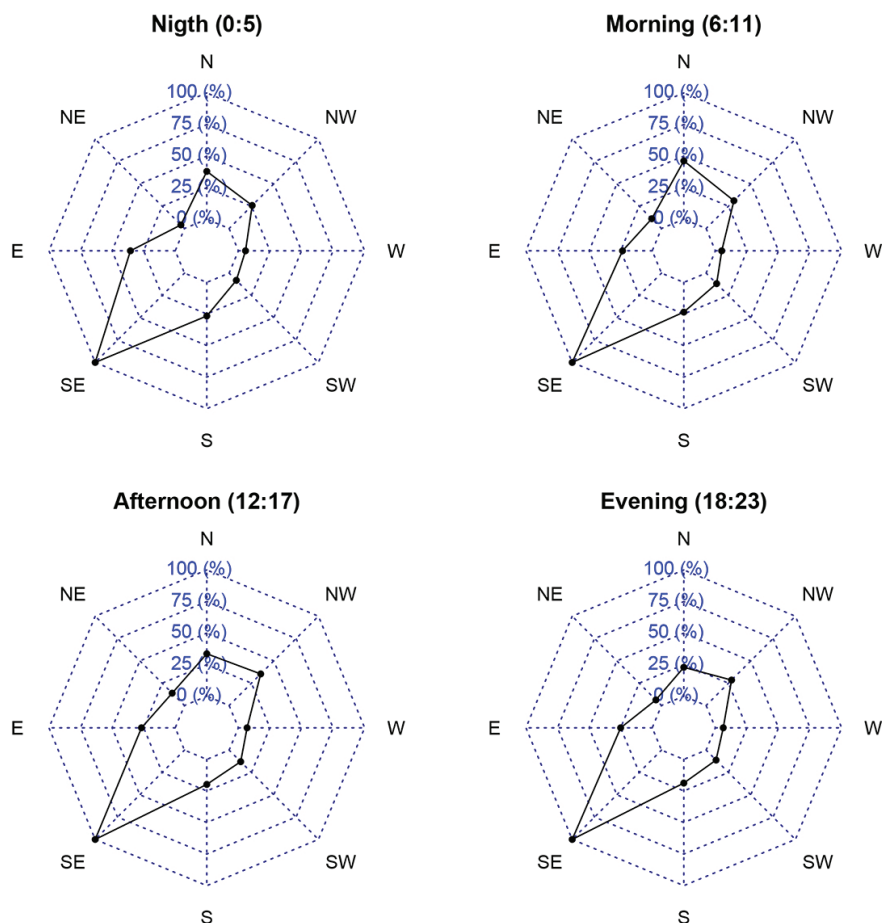 Nigth (0:5)
N
100 (%)
75 (%)
50 (%)
25 (%)
0 (%)
NE
NW
E
W
SE
SW
S
Morning (6:11)
N
100 (%)
75 (%)
50 (%)
25 (%)
0 (%)
NE
NW
E
W
SE
SW
S
Afternoon (12:17)
N
100 (%)
75 (%)
50 (%)
25 (%)
0 (%)
NE
NW
E
W
SE
SW
S
Evening (18:23)
N
100 (%)
75 (%)
50 (%)
25 (%)
0 (%)
NE
NW
E
W
SE
SW
S